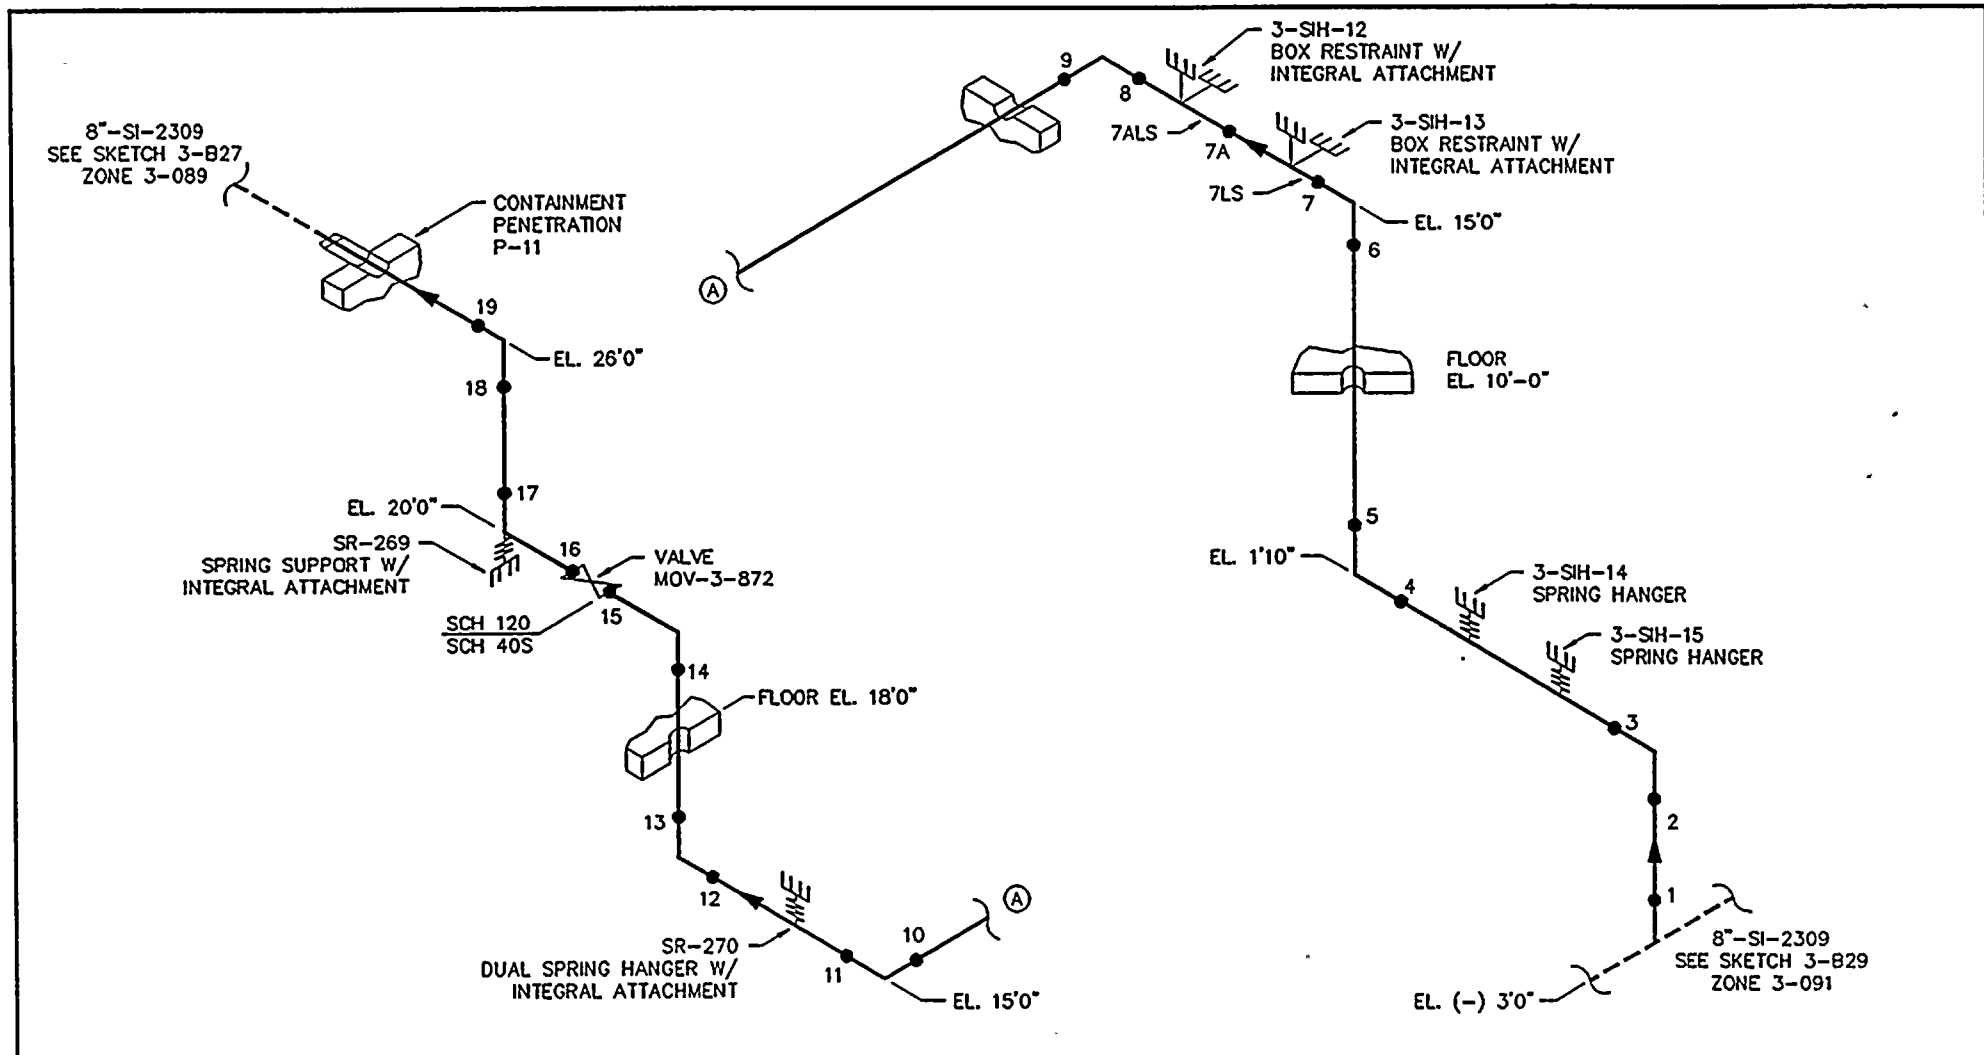 3-SIH-12
BOX RESTRAINT W/
INTEGRAL ATTACHMENT
9
8
7ALS
7A
3-SIH-13
BOX RESTRAINT W/
INTEGRAL ATTACHMENT
7LS
7
EL. 15'0"
6
8"-SI-2309
SEE SKETCH 3-B27
ZONE 3-089
CONTAINMENT
PENETRATION
P-11
A
19
EL. 26'0"
18
FLOOR
EL. 10'-0"
17
EL. 20'0"
SR-269
SPRING SUPPORT W/
INTEGRAL ATTACHMENT
16
VALVE
MOV-3-872
15
SCH 120
SCH 40S
14
FLOOR EL. 18'0"
13
12
SR-270
DUAL SPRING HANGER W/
INTEGRAL ATTACHMENT
11
10
A
EL. 15'0"
5
EL. 1'10"
4
3-SIH-14
SPRING HANGER
3-SIH-15
SPRING HANGER
3
2
1
8"-SI-2309
SEE SKETCH 3-B29
ZONE 3-091
EL. (-) 3'0"